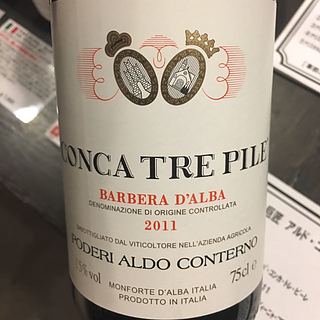 CONCA TRE PILE
BARBERA D'ALBA
DENOMINAZIONE DI ORIGINE CONTROLLATA
2011
IMBOTTIGLIATO DAL VITICOLTORE NELL'AZIENDA AGRICOLA
PODERI ALDO CONTERNO
15% vol
75cl e
MONFORTE D'ALBA ITALIA
PRODOTTO IN ITALIA